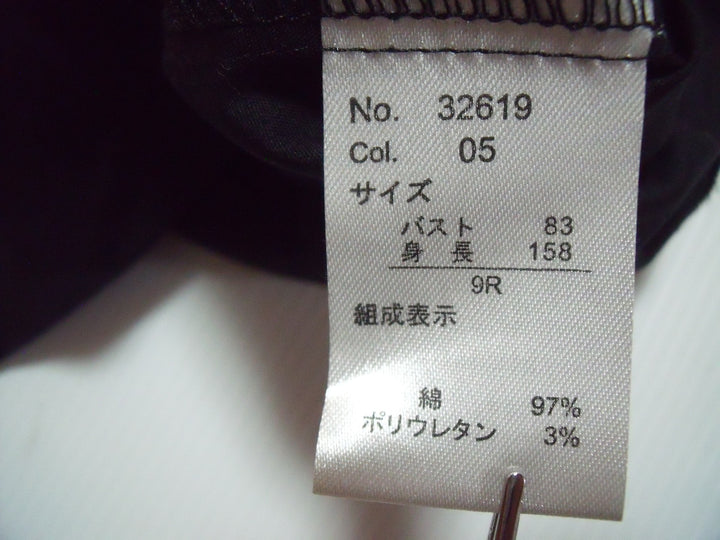 No. 32619
Col. 05
サイズ
バスト 83
身長 158
9R
組成表示
綿 97%
ポリウレタン 3%